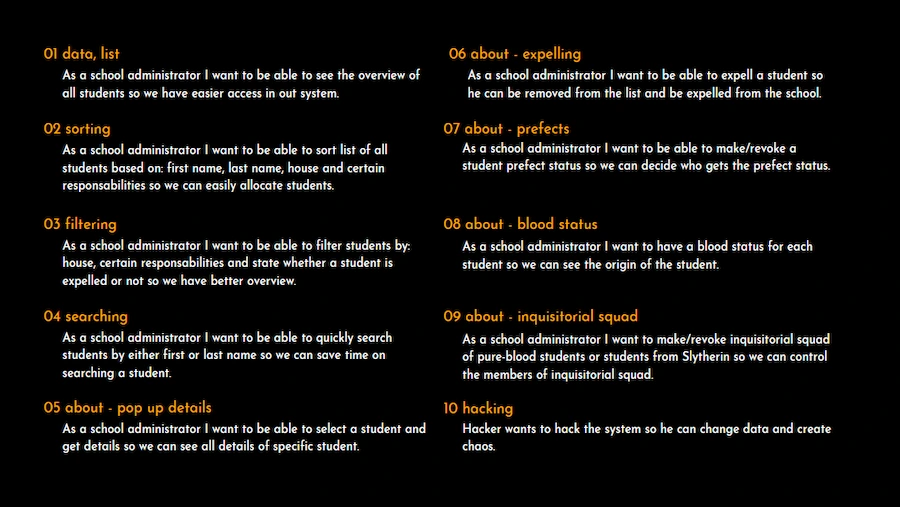 01 data, list
As a school administrator I want to be able to see the overview of
all students so we have easier access in out system.
02 sorting
As a school administrator I want to be able to sort list of all
students based on: first name, last name, house and certain
responsabilities so we can easily allocate students.
03 filtering
As a school administrator I want to be able to filter students by:
house, certain responsabilities and state whether a student is
expelled or not so we have better overview.
04 searching
As a school administrator I want to be able to quickly search
students by either first or last name so we can save time on
searching a student.
05 about - pop up details
As a school administrator I want to be able to select a student and
get details so we can see all details of specific student.
06 about - expelling
As a school administrator I want to be able to expell a student so
he can be removed from the list and be expelled from the school.
07 about - prefects
As a school administrator I want to be able to make/revoke a
student prefect status so we can decide who gets the prefect status.
08 about - blood status
As a school administrator I want to have a blood status for each
student so we can see the origin of the student.
09 about - inquisitorial squad
As a school administrator I want to make/revoke inquisitorial squad
of pure-blood students or students from Slytherin so we can control
the members of inquisitorial squad.
10 hacking
Hacker wants to hack the system so he can change data and create
chaos.